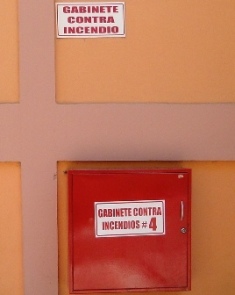 GABINETE
CONTRA
INCENDIO
GABINETE CONTRA
INCENDIOS #4